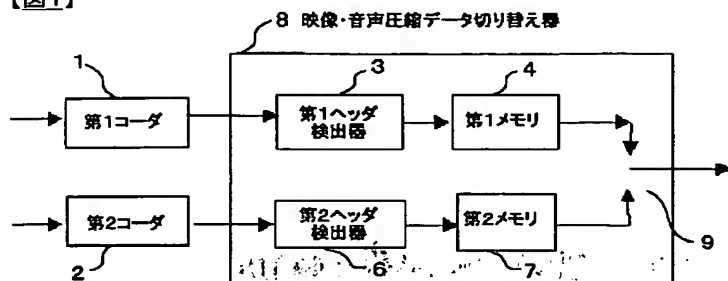 【図1】
8 映像・音声圧縮データ切り替え器
1
3
4
第1コーダ
第1ヘッダ
検出器
第1メモリ
第2コーダ
第2ヘッダ
検出器
第2メモリ
9
2
6
7